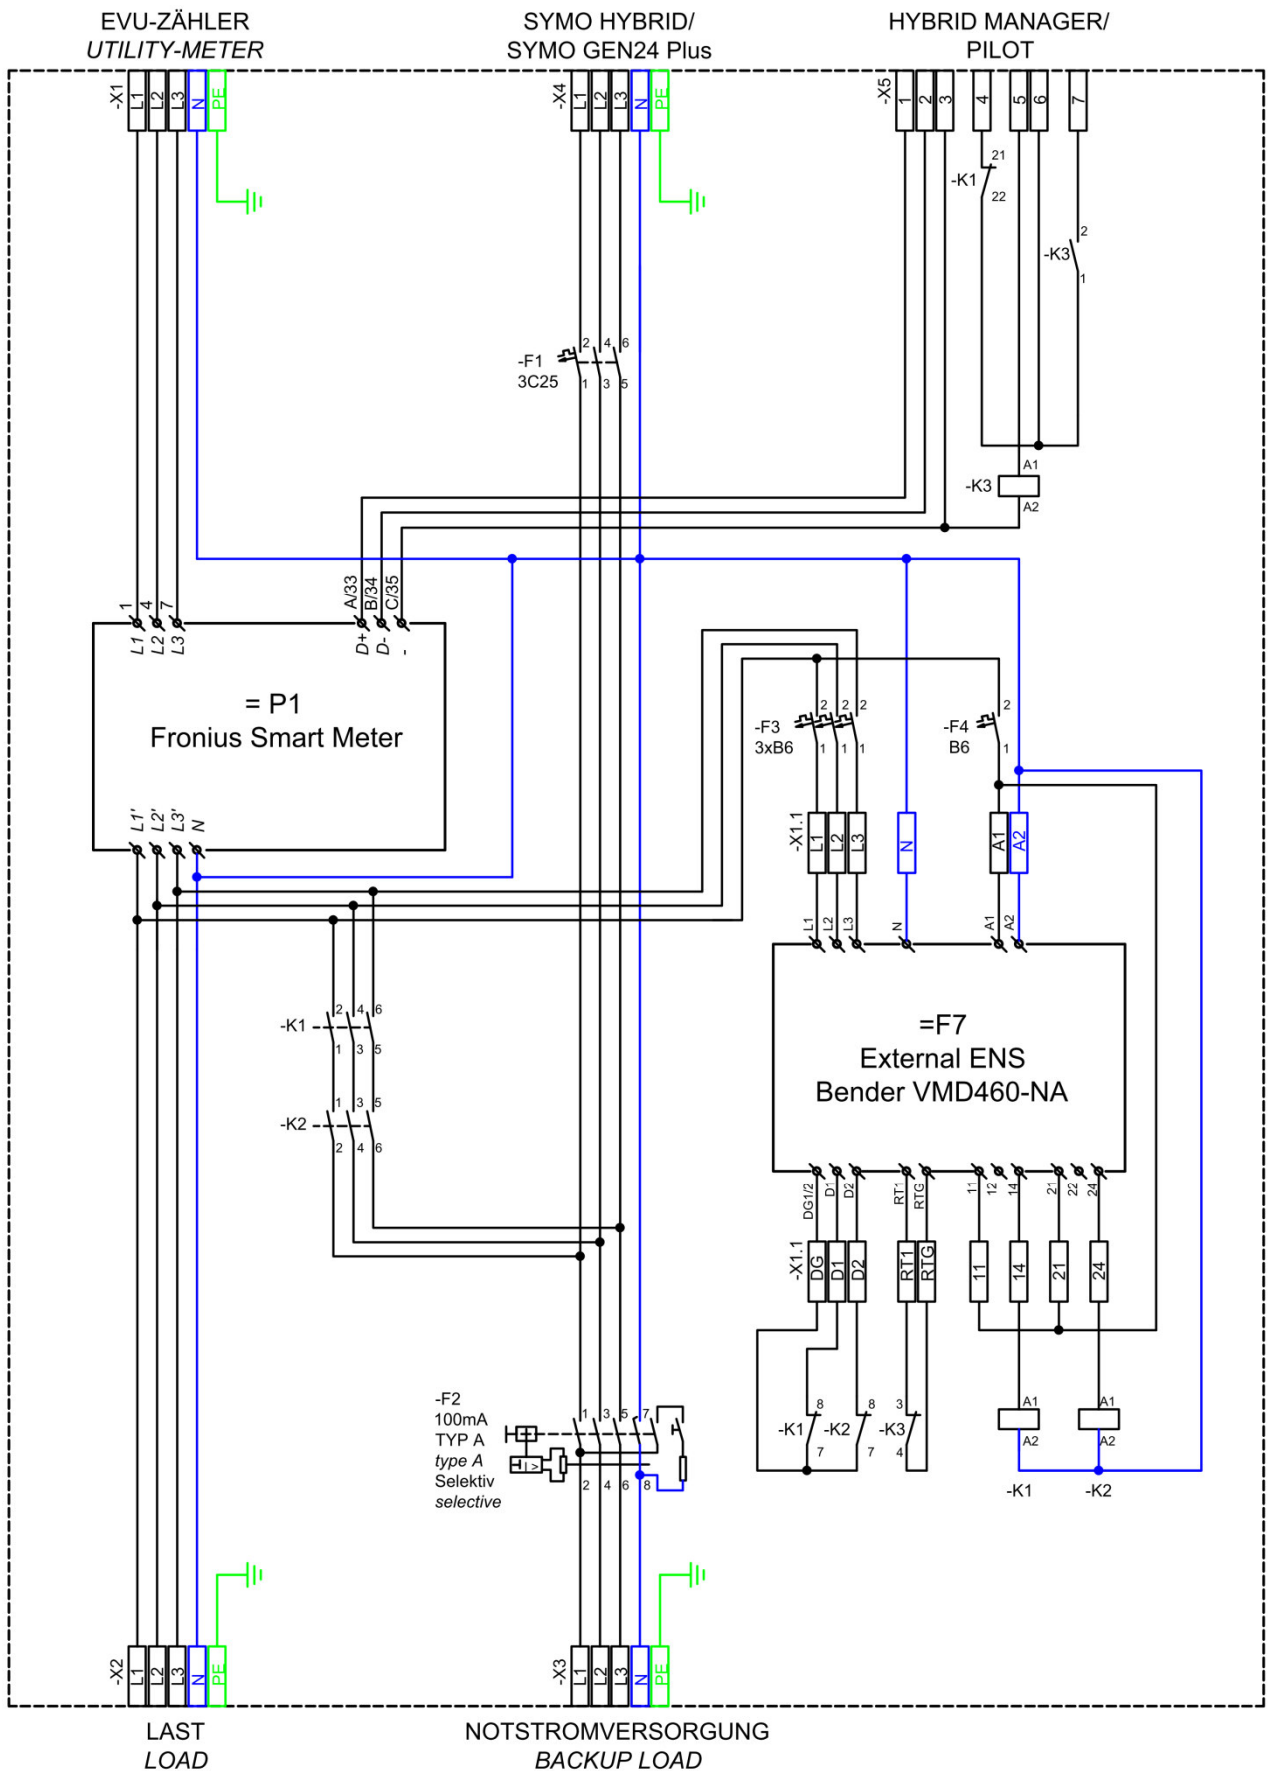 EVU-ZÄHLER
UTILITY-METER
SYMO HYBRID/
SYMO GEN24 Plus
HYBRID MANAGER/
PILOT
-X1
L1
L2
L3
N
PE
-X4
L1
L2
L3
N
PE
-X5
1
2
3
4
5
6
7
-K1
21
22
-K3
2
1
-F1
3C25
2
4
6
1
3
5
-K3
A1
A2
1
4
7
L1
L2
L3
A/33
B/34
C/35
D+
D-
-
= P1
Fronius Smart Meter
L1'
L2'
L3'
N
-F3
3xB6
2
2
2
1
1
1
-F4
B6
2
1
-X1.1
L1
L2
L3
N
A1
A2
L1
L2
L3
N
A1
A2
=F7
External ENS
Bender VMD460-NA
-K1
2
4
6
1
3
5
-K2
1
3
5
2
4
6
DG1/2
D1
D2
RT1
RTG
11
12
14
21
22
24
-X1.1
DG
D1
D2
RT1
RTG
11
14
21
24
-K1
8
7
-K2
8
7
-K3
3
4
A1
A2
-K1
A1
A2
-K2
-F2
100mA
TYP A
type A
Selektiv
selective
1
3
5
7
I>
2
4
6
8
-X2
L1
L2
L3
N
PE
-X3
L1
L2
L3
N
PE
LAST
LOAD
NOTSTROMVERSORGUNG
BACKUP LOAD